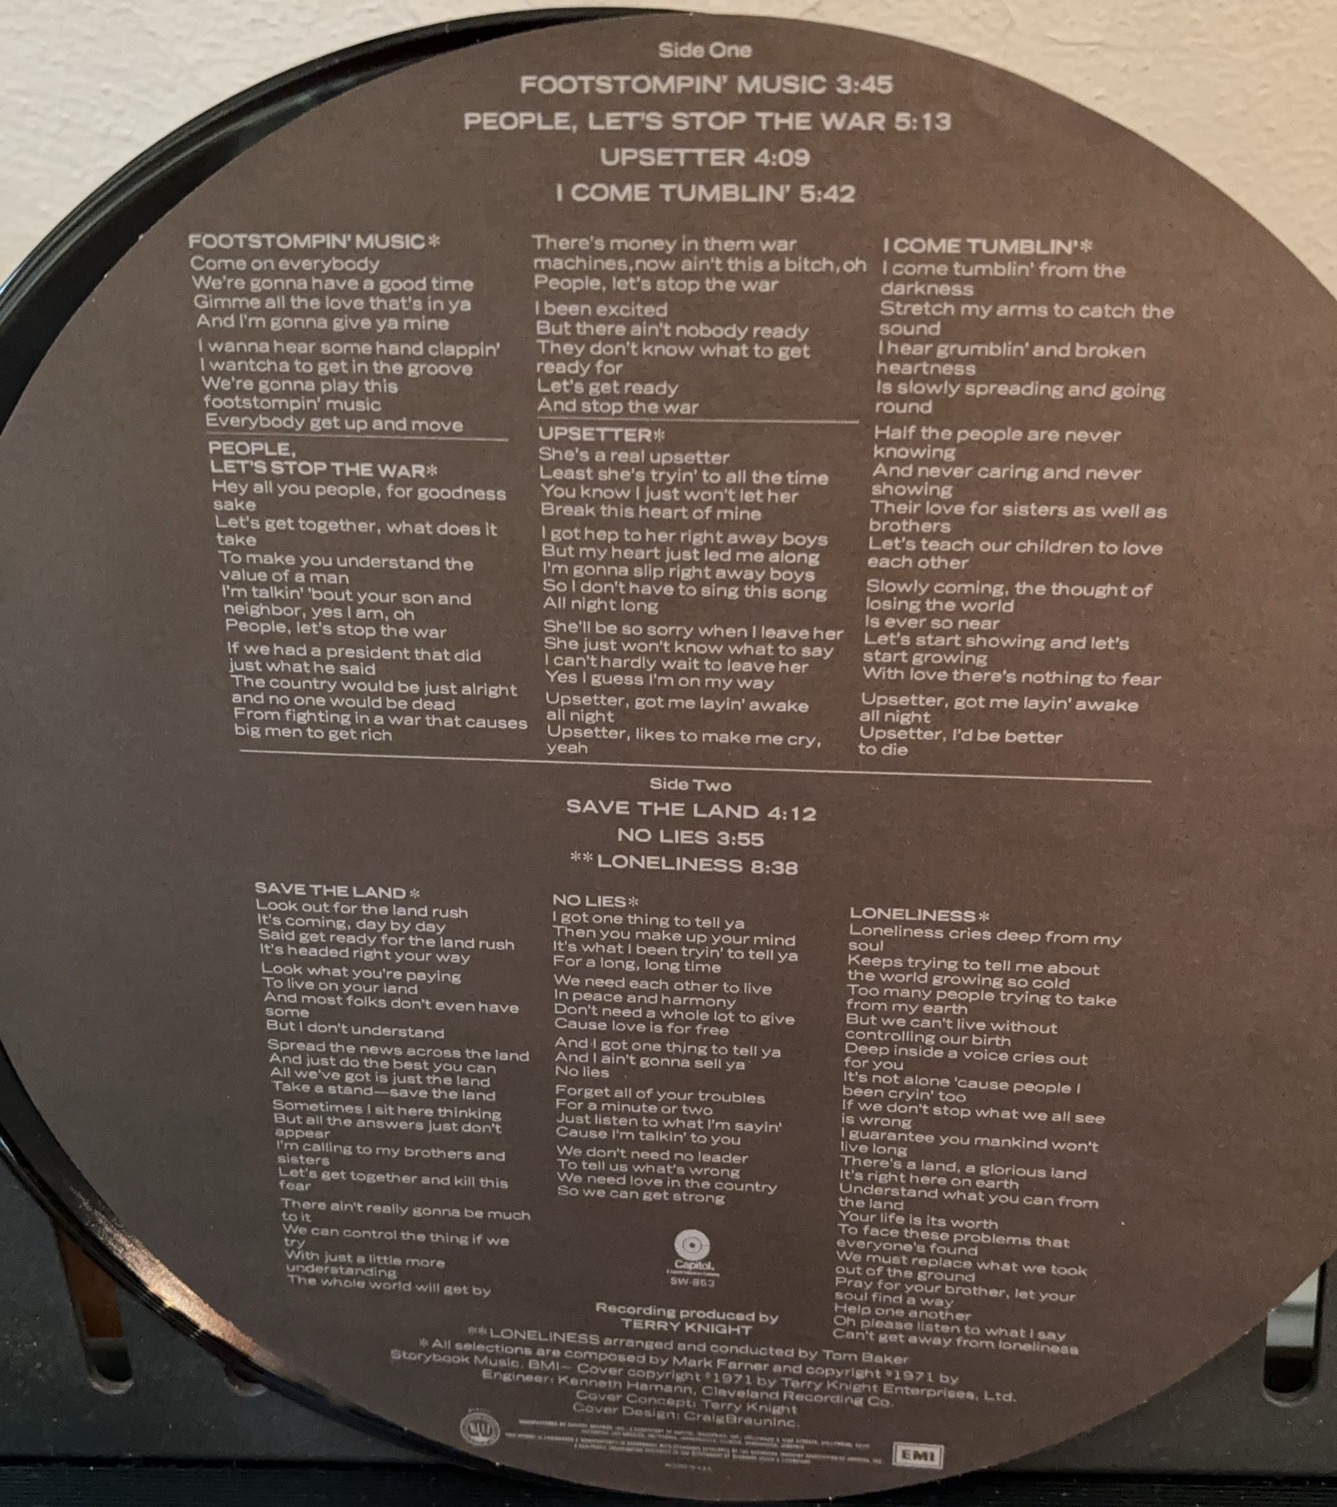 Side One
FOOTSTOMPIN' MUSIC 3:45
PEOPLE, LET'S STOP THE WAR 5:13
UPSETTER 4:09
I COME TUMBLIN' 5:42
FOOTSTOMPIN' MUSIC*
Come on everybody
We're gonna have a good time
Gimme all the love that's in ya
And I'm gonna give ya mine
I wanna hear some hand clappin'
I wantcha to get in the groove
We're gonna play this
footstompin' music
Everybody get up and move
PEOPLE,
LET'S STOP THE WAR*
Hey all you people, for goodness
sake
Let's get together, what does it
take
To make you understand the
value of a man
I'm talkin' 'bout your son and
neighbor, yes I am, oh
People, let's stop the war
If we had a president that did
just what he said
The country would be just alright
and no one would be dead
From fighting in a war that causes
big men to get rich
There's money in them war
machines, now ain't this a bitch, oh
People, let's stop the war
I been excited
But there ain't nobody ready
They don't know what to get
ready for
Let's get ready
And stop the war
UPSETTER*
She's a real upsetter
Least she's tryin' to all the time
You know I just won't let her
Break this heart of mine
I got hep to her right away boys
But my heart just led me along
I'm gonna slip right away boys
So I don't have to sing this song
All night long
She'll be so sorry when I leave her
She just won't know what to say
I can't hardly wait to leave her
Yes I guess I'm on my way
Upsetter, got me layin' awake
all night
Upsetter, likes to make me cry,
yeah
I COME TUMBLIN'*
I come tumblin' from the
darkness
Stretch my arms to catch the
sound
I hear grumblin' and broken
heartness
Is slowly spreading and going
round
Half the people are never
knowing
And never caring and never
showing
Their love for sisters as well as
brothers
Let's teach our children to love
each other
Slowly coming, the thought of
losing the world
Is ever so near
Let's start showing and let's
start growing
With love there's nothing to fear
Upsetter, got me layin' awake
all night
Upsetter, I'd be better
to die
Side Two
SAVE THE LAND 4:12
NO LIES 3:55
**LONELINESS 8:38
SAVE THE LAND*
Look out for the land rush
It's coming, day by day
Said get ready for the land rush
It's headed right your way
Look what you're paying
To live on your land
And most folks don't even have
some
But I don't understand
Spread the news across the land
And just do the best you can
All we've got is just the land
Take a stand—save the land
Sometimes I sit here thinking
But all the answers just don't
appear
I'm calling to my brothers and
sisters
Let's get together and kill this
fear
There ain't really gonna be much
to it
We can control the thing if we
try
With just a little more
understanding
The whole world will get by
NO LIES*
I got one thing to tell ya
Then you make up your mind
It's what I been tryin' to tell ya
For a long, long time
We need each other to live
In peace and harmony
Don't need a whole lot to give
Cause love is for free
And I got one thing to tell ya
And I ain't gonna sell ya
No lies
Forget all of your troubles
For a minute or two
Just listen to what I'm sayin'
Cause I'm talkin' to you
We don't need no leader
To tell us what's wrong
We need love in the country
So we can get strong
LONELINESS*
Loneliness cries deep from my
soul
Keeps trying to tell me about
the world growing so cold
Too many people trying to take
from my earth
But we can't live without
controlling our birth
Deep inside a voice cries out
for you
It's not alone 'cause people I
been cryin' too
If we don't stop what we all see
is wrong
I guarantee you mankind won't
live long
There's a land, a glorious land
It's right here on earth
Understand what you can from
the land
Your life is its worth
To face these problems that
everyone's found
We must replace what we took
out of the ground
Pray for your brother, let your
soul find a way
Help one another
Oh please listen to what I say
Can't get away from loneliness
Capitol.
SW-853
Recording produced by
TERRY KNIGHT
**LONELINESS arranged and conducted by Tom Baker
*All selections are composed by Mark Farner and copyright ©1971 by
Storybook Music. BMI— Cover copyright ©1971 by Terry Knight Enterprises, Ltd.
Engineer: Kenneth Hamann, Cleveland Recording Co.
Cover Concept: Terry Knight
Cover Design: CraigBraunInc.
EMI